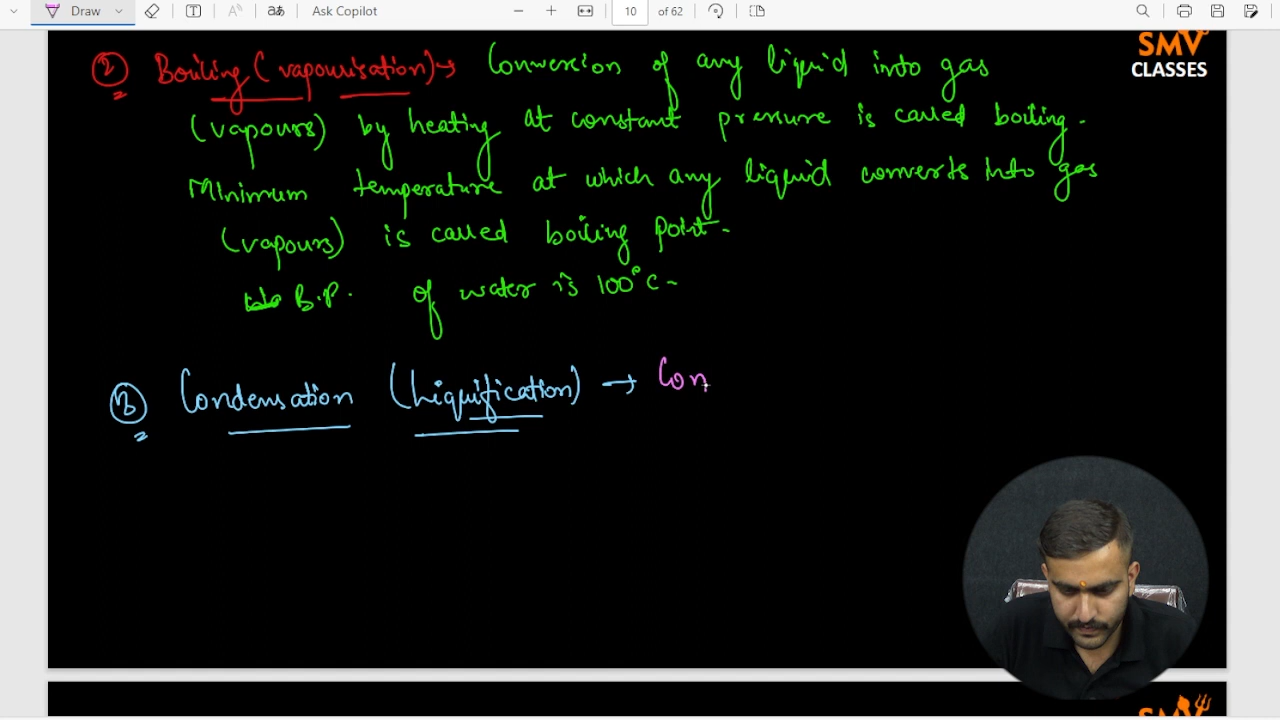 Draw
Ask Copilot
10 of 62
SMV
CLASSES
② Boiling (vapourisation) → Conversion of any liquid into gas
(vapours) by heating at constant pressure is called boiling.
Minimum temperature at which any liquid converts into gas
(vapours) is called boiling point.
B.P. of water is 100°C.
③ Condensation (Liquification) → Con
SMV